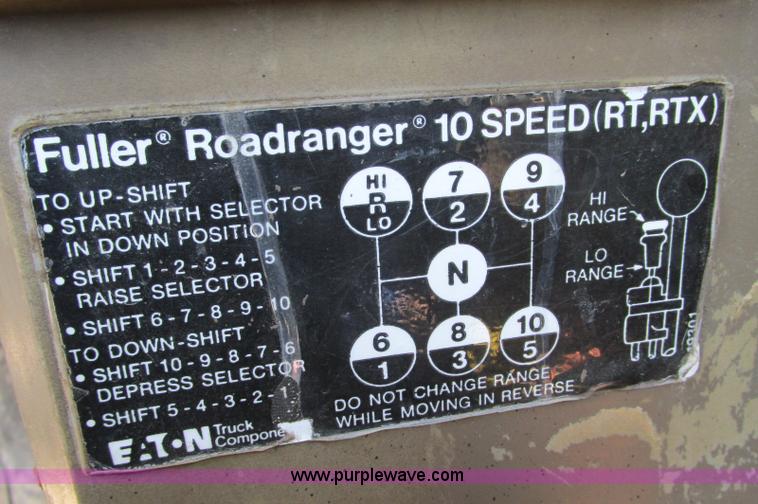 Fuller® Roadranger® 10 SPEED (RT,RTX)
TO UP-SHIFT
• START WITH SELECTOR
IN DOWN POSITION
• SHIFT 1-2-3-4-5
RAISE SELECTOR
• SHIFT 6-7-8-9-10
TO DOWN-SHIFT
• SHIFT 10-9-8-7-6
DEPRESS SELECTOR
• SHIFT 5-4-3-2-1
HI
R
LO
7
2
9
4
N
6
1
8
3
10
5
HI
RANGE
LO
RANGE
DO NOT CHANGE RANGE
WHILE MOVING IN REVERSE
EATON
Truck
Compone
www.purplewave.com